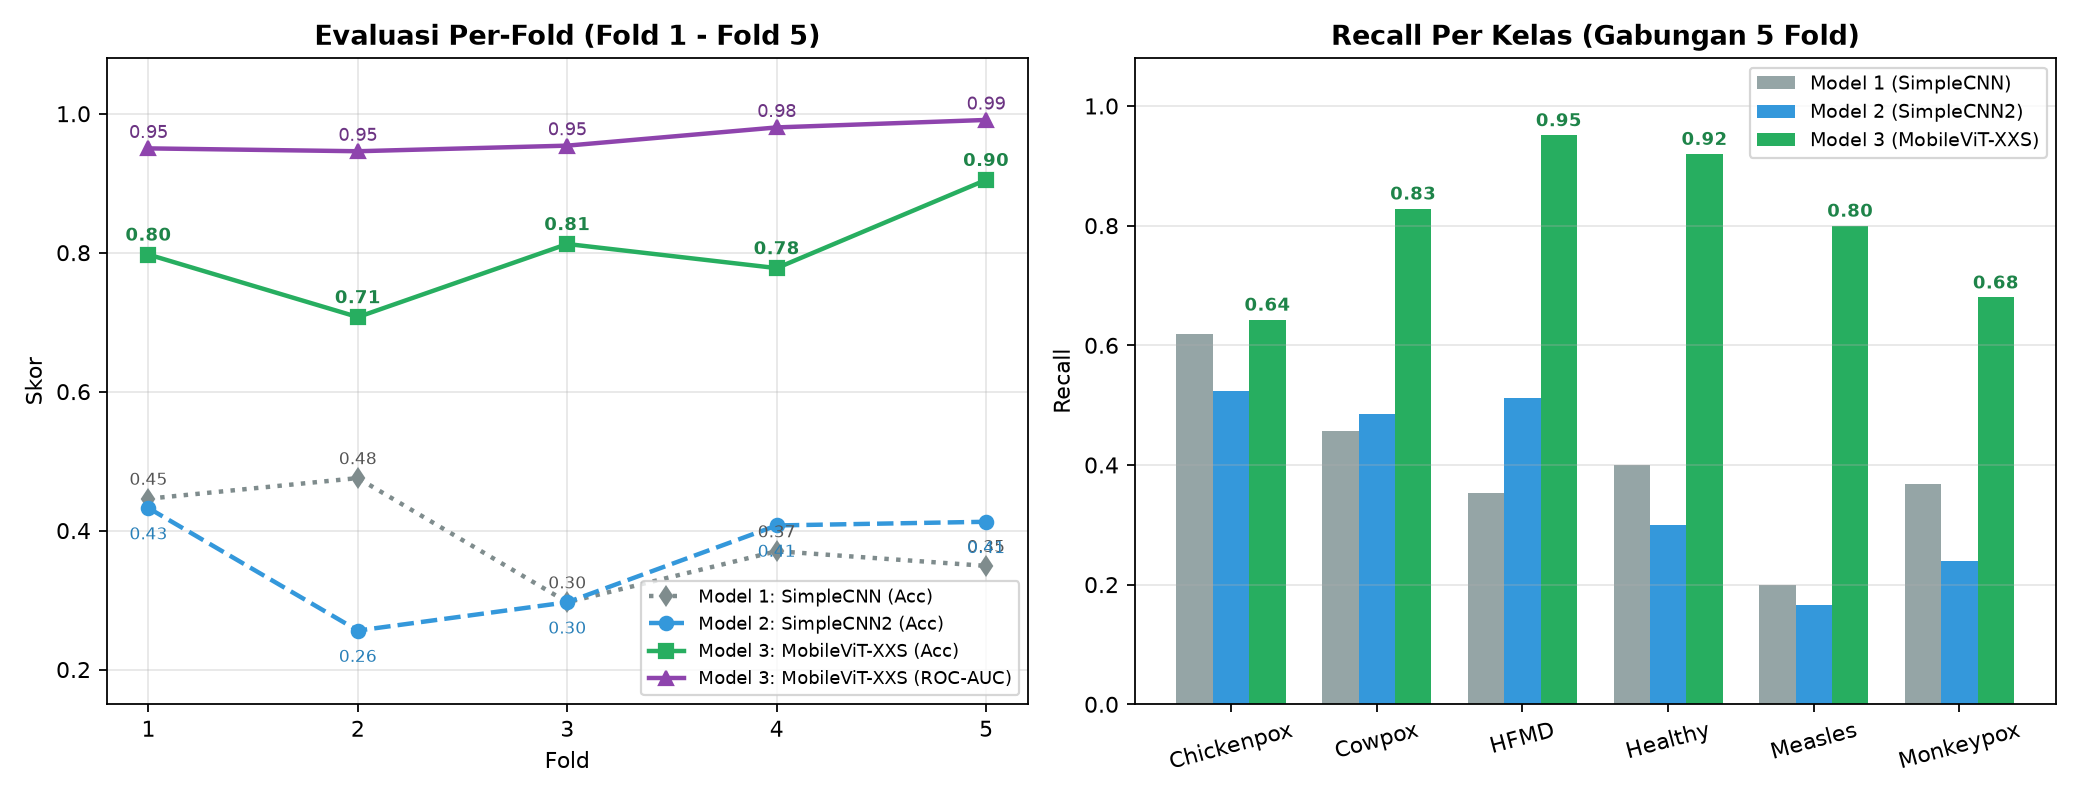 Evaluasi Per-Fold (Fold 1 - Fold 5)
Skor
1.0
0.8
0.6
0.4
0.2
0.95
0.95
0.95
0.98
0.99
0.80
0.71
0.81
0.78
0.90
0.45
0.48
0.30
0.37
0.35
0.43
0.26
0.30
0.41
0.41
Model 1: SimpleCNN (Acc)
Model 2: SimpleCNN2 (Acc)
Model 3: MobileViT-XXS (Acc)
Model 3: MobileViT-XXS (ROC-AUC)
1 2 3 4 5
Fold
Recall Per Kelas (Gabungan 5 Fold)
Recall
1.0
0.8
0.6
0.4
0.2
0.0
Model 1 (SimpleCNN)
Model 2 (SimpleCNN2)
Model 3 (MobileViT-XXS)
0.64
0.83
0.95
0.92
0.80
0.68
Chickenpox Cowpox HFMD Healthy Measles Monkeypox